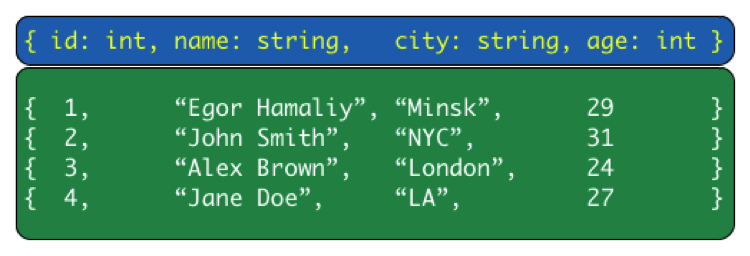 { id: int, name: string, city: string, age: int }
{ 1, “Egor Hamaliy”, “Minsk”, 29 }
{ 2, “John Smith”, “NYC”, 31 }
{ 3, “Alex Brown”, “London”, 24 }
{ 4, “Jane Doe”, “LA”, 27 }